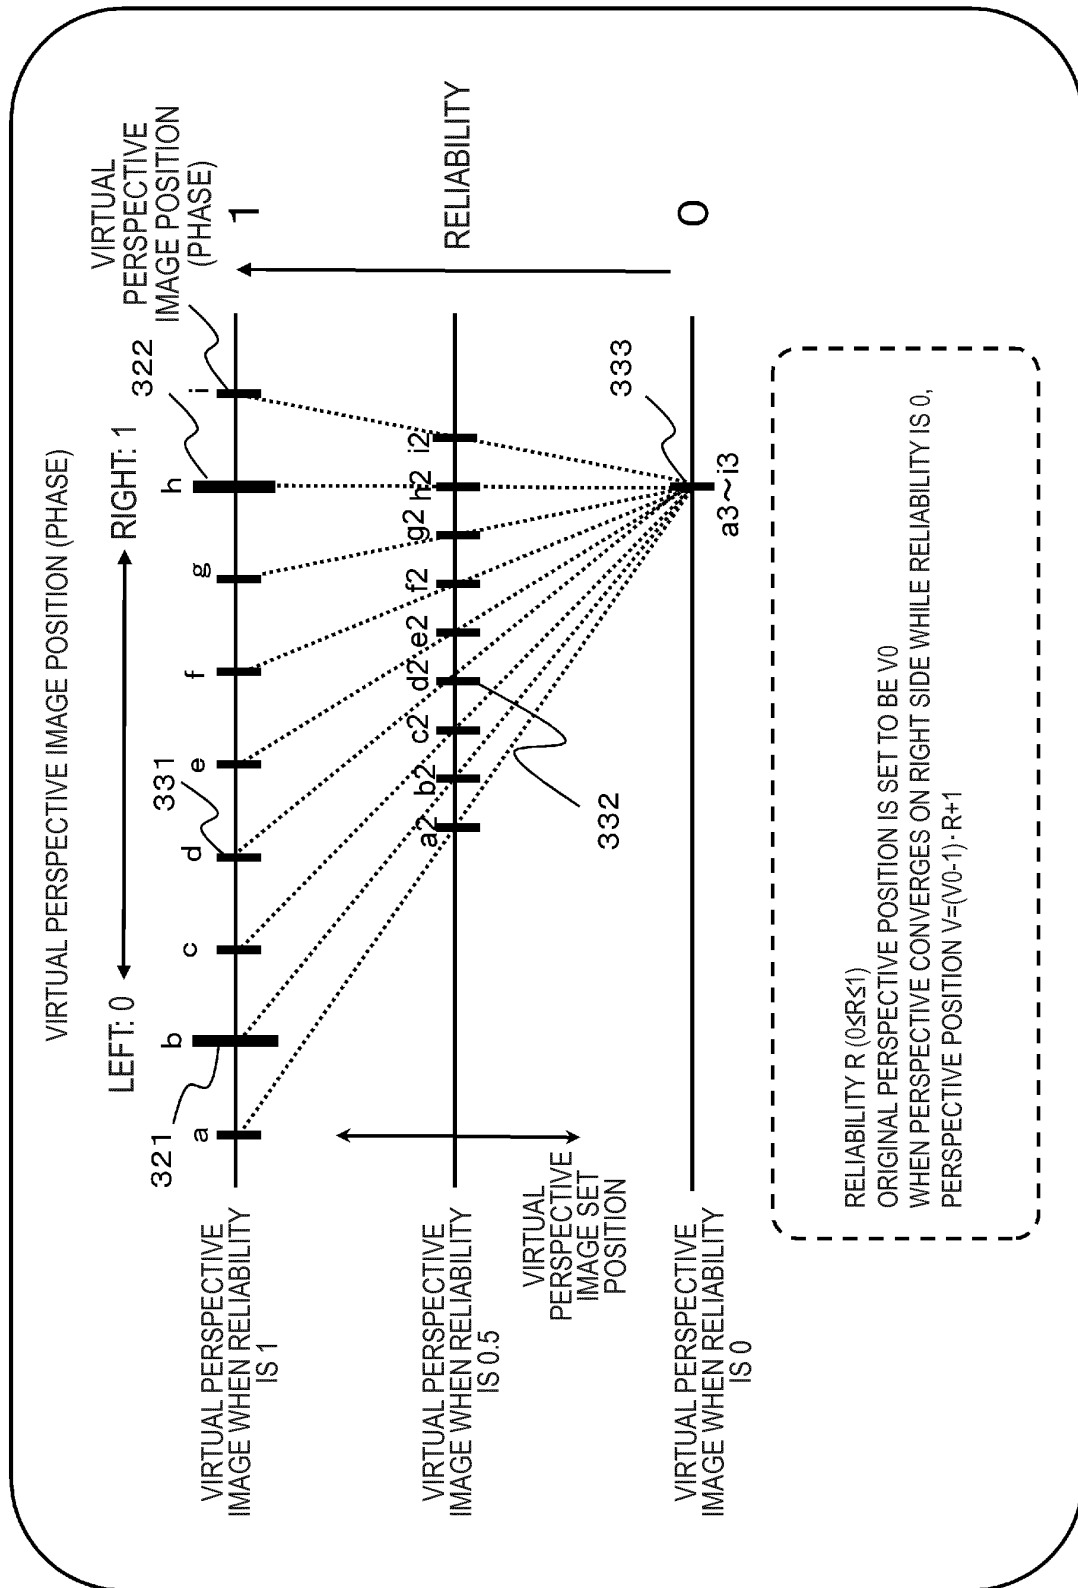 VIRTUAL PERSPECTIVE IMAGE POSITION (PHASE)
LEFT: 0
RIGHT: 1
VIRTUAL
PERSPECTIVE
IMAGE POSITION
(PHASE)
321
331
322
a
b
c
d
e
f
g
h
i
1
VIRTUAL PERSPECTIVE
IMAGE WHEN RELIABILITY
IS 1
RELIABILITY
a2
b2
c2
d2
e2
f2
g2
h2
i2
VIRTUAL PERSPECTIVE
IMAGE WHEN RELIABILITY
IS 0.5
VIRTUAL
PERSPECTIVE
IMAGE SET
POSITION
332
333
0
VIRTUAL PERSPECTIVE
IMAGE WHEN RELIABILITY
IS 0
a3~i3
RELIABILITY R (0≤R≤1)
ORIGINAL PERSPECTIVE POSITION IS SET TO BE V0
WHEN PERSPECTIVE CONVERGES ON RIGHT SIDE WHILE RELIABILITY IS 0,
PERSPECTIVE POSITION V=(V0-1)·R+1